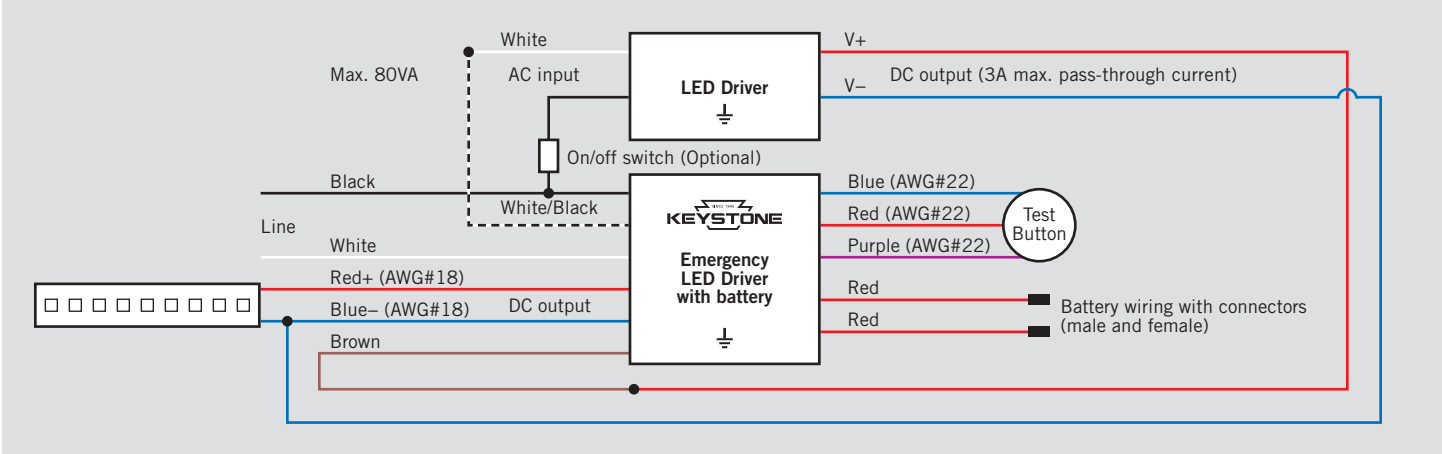 White
V+
Max. 80VA
AC input
LED Driver
DC output (3A max. pass-through current)
V–
On/off switch (Optional)
Black
Blue (AWG#22)
White/Black
SINCE 1945
KEYSTONE
Red (AWG#22)
Test
Button
Line
White
Purple (AWG#22)
Emergency
LED Driver
with battery
Red+ (AWG#18)
Red
Blue– (AWG#18)
DC output
Battery wiring with connectors
(male and female)
Red
Brown